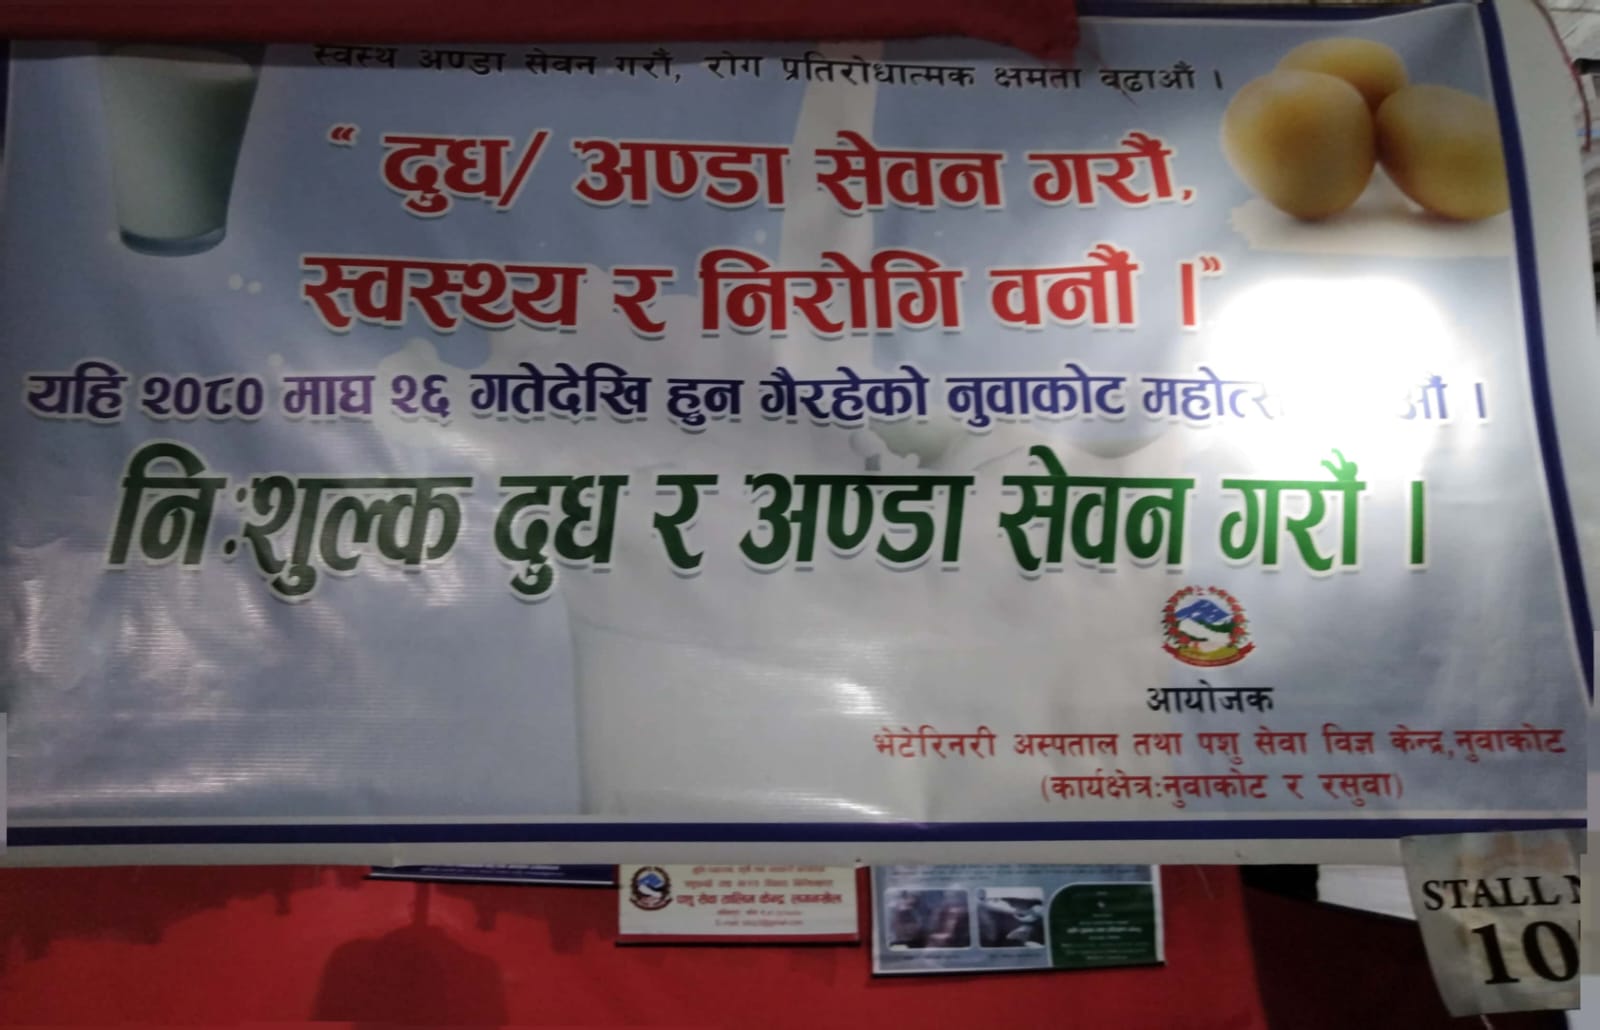 स्वस्थ अण्डा सेवन गरौं, रोग प्रतिरोधात्मक क्षमता बढाऔं ।
“ दुध/ अण्डा सेवन गरौं,
स्वस्थ्य र निरोगि वनौं ।”
यहि २०८० माघ २६ गतेदेखि हुन गैरहेको नुवाकोट
निःशुल्क दुध र अण्डा सेवन गरौं ।
आयोजक
भेटेरिनरी अस्पताल तथा पशु सेवा विज्ञ केन्द्र,नुवाकोट
(कार्यक्षेत्र:नुवाकोट र रसुवा)
पशु सेवा तालिम केन्द्र
STALL
10